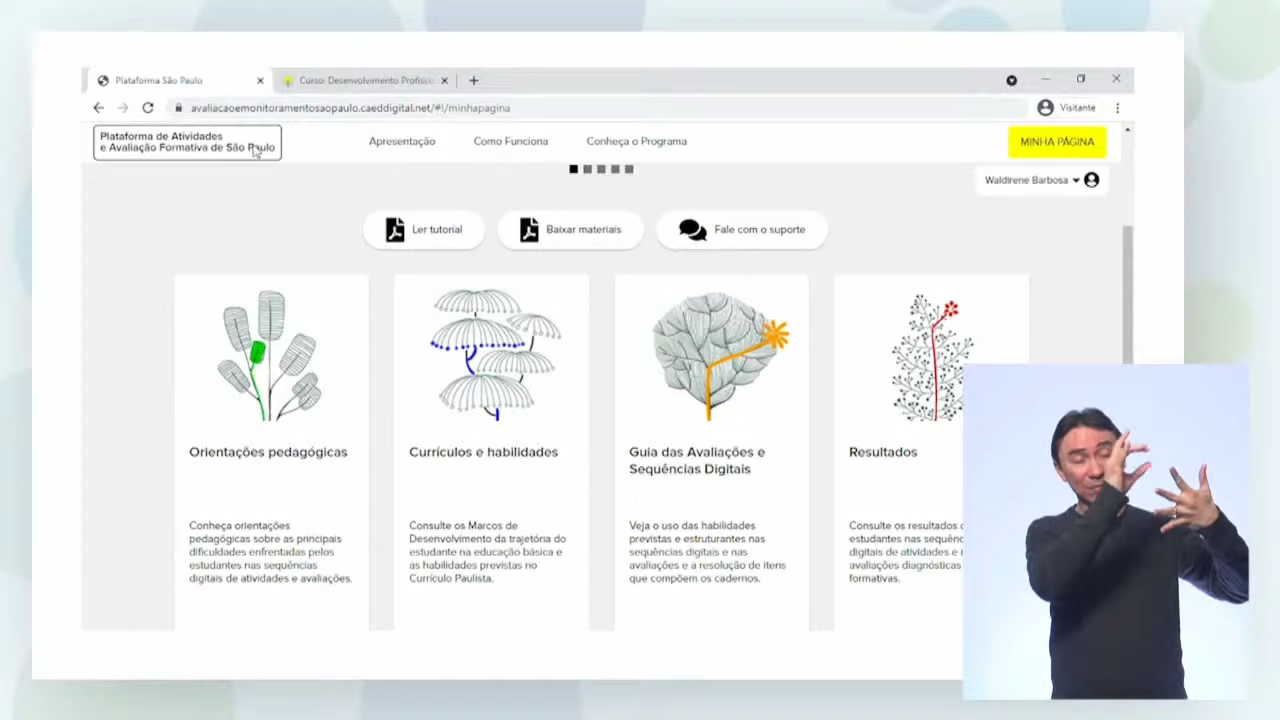 Plataforma São Paulo
Curso: Desenvolvimento Profissio
avaliacaoemonitoramentosaopaulo.caeddigital.net/#!/minhapagina
Visitante
Plataforma de Atividades
e Avaliação Formativa de São Paulo
Apresentação
Como Funciona
Conheça o Programa
MINHA PÁGINA
Waldirene Barbosa
Ler tutorial
Baixar materiais
Fale com o suporte
Orientações pedagógicas
Conheça orientações
pedagógicas sobre as principais
dificuldades enfrentadas pelos
estudantes nas sequências
digitais de atividades e avaliações.
Currículos e habilidades
Consulte os Marcos de
Desenvolvimento da trajetória do
estudante na educação básica e
as habilidades previstas no
Currículo Paulista.
Guia das Avaliações e
Sequências Digitais
Veja o uso das habilidades
previstas e estruturantes nas
sequências digitais e nas
avaliações e a resolução de itens
que compõem os cadernos.
Resultados
Consulte os resultados
estudantes nas sequênc
digitais de atividades e
avaliações diagnósticas
formativas.